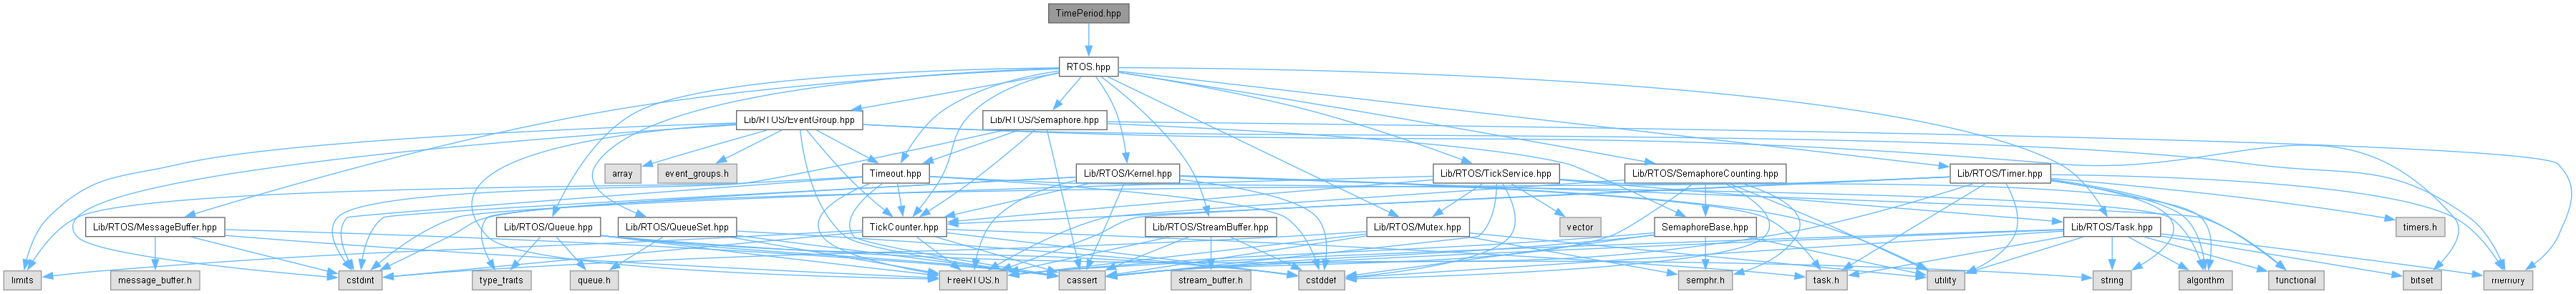 TimePeriod.hpp
RTOS.hpp
Lib/RTOS/EventGroup.hpp
Lib/RTOS/Semaphore.hpp
array
event_groups.h
Timeout.hpp
Lib/RTOS/Kernel.hpp
Lib/RTOS/TickService.hpp
Lib/RTOS/SemaphoreCounting.hpp
Lib/RTOS/Timer.hpp
Lib/RTOS/MessageBuffer.hpp
Lib/RTOS/Queue.hpp
Lib/RTOS/QueueSet.hpp
TickCounter.hpp
Lib/RTOS/StreamBuffer.hpp
Lib/RTOS/Mutex.hpp
vector
SemaphoreBase.hpp
Lib/RTOS/Task.hpp
timers.h
limits
message_buffer.h
cstdint
type_traits
queue.h
FreeRTOS.h
cassert
stream_buffer.h
cstddef
semphr.h
task.h
utility
string
algorithm
functional
bitset
memory